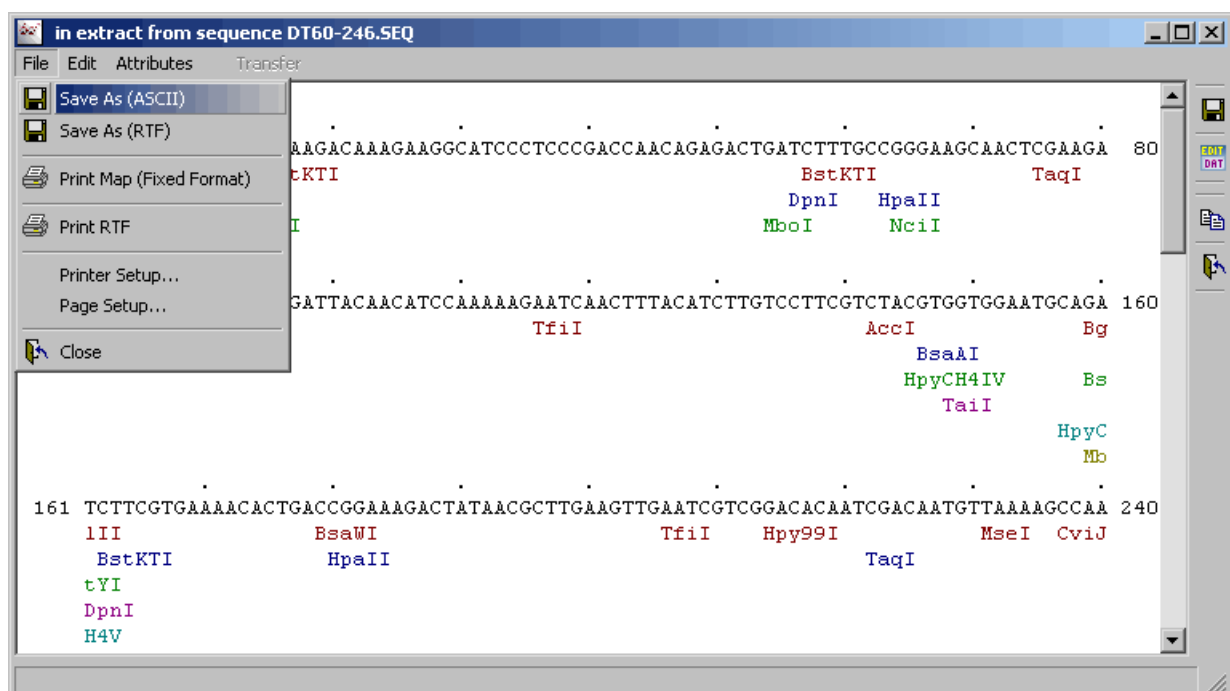 in extract from sequence DT60-246.SEQ
File Edit Attributes Transfer
Save As (ASCII)
Save As (RTF)
Print Map (Fixed Format)
Print RTF
Printer Setup...
Page Setup...
Close
EDIT
DAT
. . . . . . .
AAGACAAAGAAGGCATCCCTCCCGACCAACAGAGACTGATCTTTGCCGGGAAGCAACTCGAAGA 80
tKTI BstKTI TaqI
DpnI HpaII
I MboI NciI
. . . . . . .
GATTACAACATCCAAAAAGAATCAACTTTACATCTTGTCCTTCGTCTACGTGGTGGAATGCAGA 160
TfiI AccI Bg
BsaAI
HpyCH4IV Bs
TaiI
HpyC
Mb
. . . . . . . .
161 TCTTCGTGAAAACACTGACCGGAAAGACTATAACGCTTGAAGTTGAATCGTCGGACACAATCGACAATGTTAAAAGCCAA 240
lII BsaWI TfiI Hpy99I MseI CviJ
BstKTI HpaII TaqI
tYI
DpnI
H4V